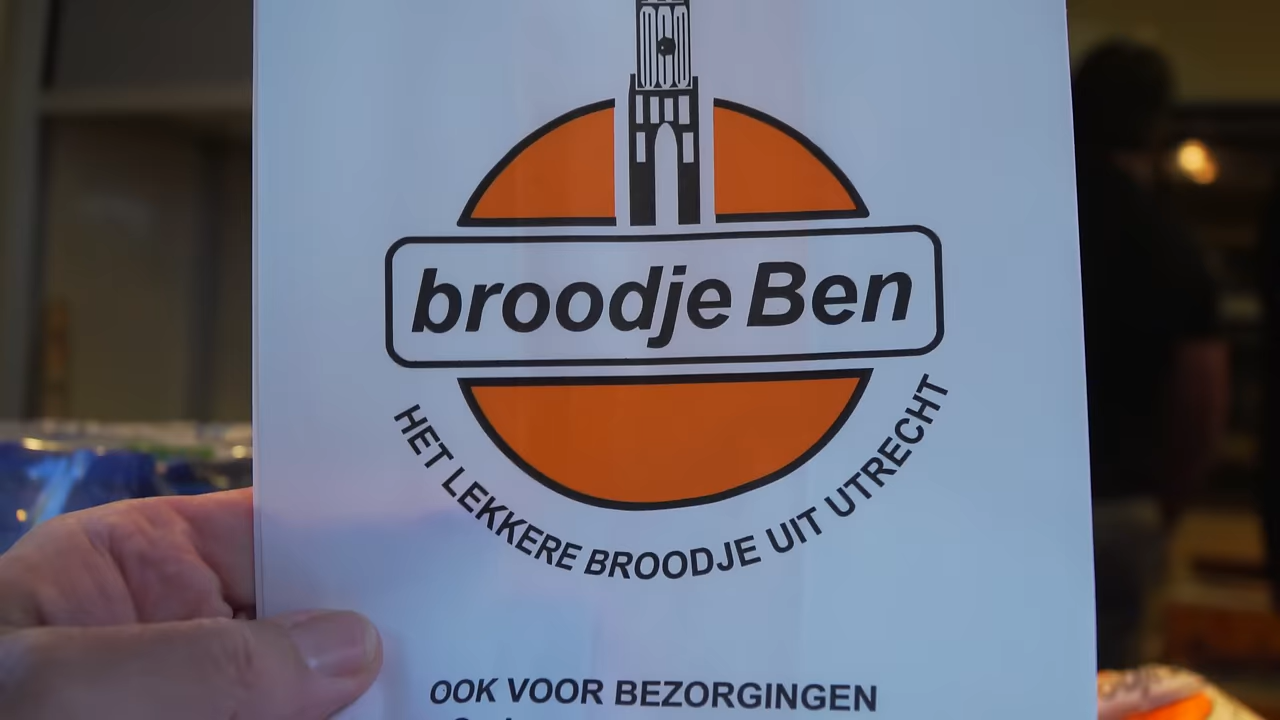 broodje Ben
HET LEKKERE BROODJE UIT UTRECHT
OOK VOOR BEZORGINGEN